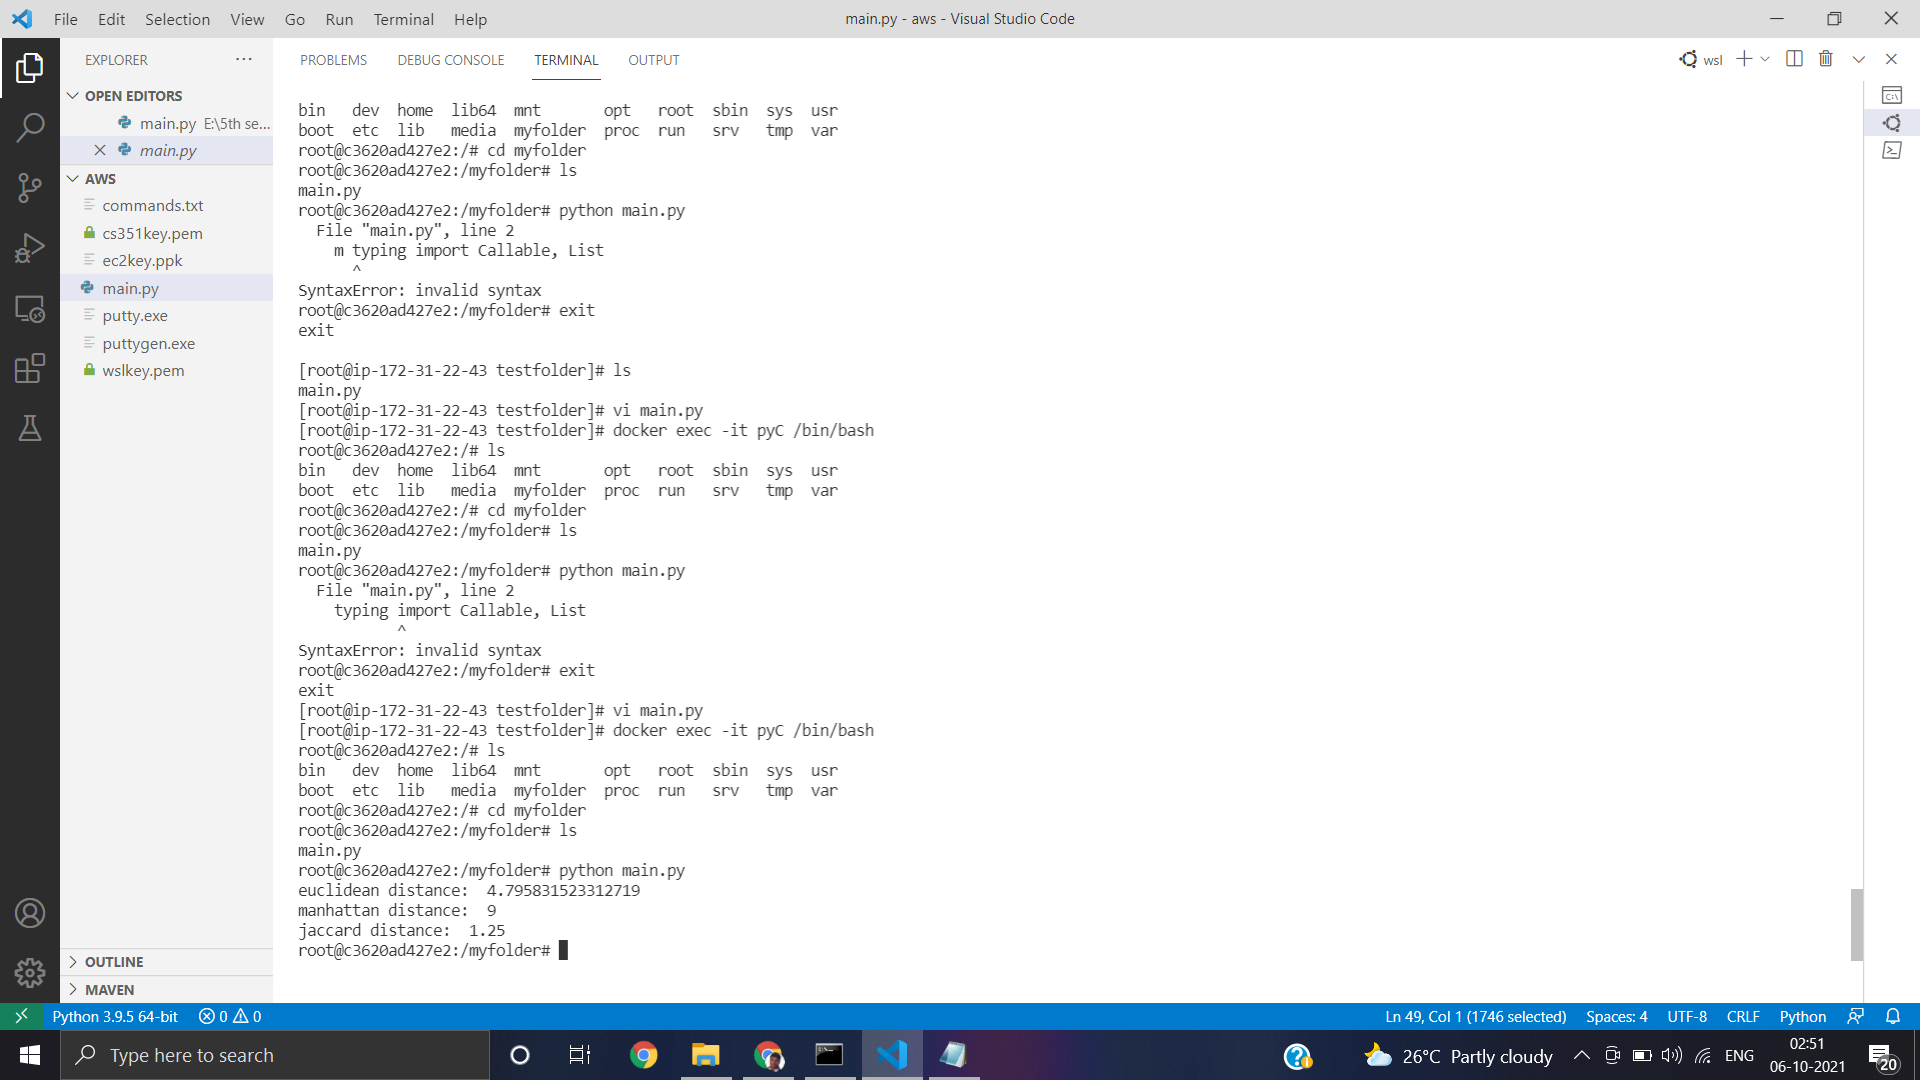 File Edit Selection View Go Run Terminal Help
main.py - aws - Visual Studio Code
EXPLORER
OPEN EDITORS
main.py E:\5th se...
main.py
AWS
commands.txt
cs351key.pem
ec2key.ppk
main.py
putty.exe
puttygen.exe
wslkey.pem
OUTLINE
MAVEN
PROBLEMS DEBUG CONSOLE TERMINAL OUTPUT
wsl
bin dev home lib64 mnt opt root sbin sys usr
boot etc lib media myfolder proc run srv tmp var
root@c3620ad427e2:/# cd myfolder
root@c3620ad427e2:/myfolder# ls
main.py
root@c3620ad427e2:/myfolder# python main.py
File "main.py", line 2
m typing import Callable, List
^
SyntaxError: invalid syntax
root@c3620ad427e2:/myfolder# exit
exit
[root@ip-172-31-22-43 testfolder]# ls
main.py
[root@ip-172-31-22-43 testfolder]# vi main.py
[root@ip-172-31-22-43 testfolder]# docker exec -it pyC /bin/bash
root@c3620ad427e2:/# ls
bin dev home lib64 mnt opt root sbin sys usr
boot etc lib media myfolder proc run srv tmp var
root@c3620ad427e2:/# cd myfolder
root@c3620ad427e2:/myfolder# ls
main.py
root@c3620ad427e2:/myfolder# python main.py
File "main.py", line 2
typing import Callable, List
^
SyntaxError: invalid syntax
root@c3620ad427e2:/myfolder# exit
exit
[root@ip-172-31-22-43 testfolder]# vi main.py
[root@ip-172-31-22-43 testfolder]# docker exec -it pyC /bin/bash
root@c3620ad427e2:/# ls
bin dev home lib64 mnt opt root sbin sys usr
boot etc lib media myfolder proc run srv tmp var
root@c3620ad427e2:/# cd myfolder
root@c3620ad427e2:/myfolder# ls
main.py
root@c3620ad427e2:/myfolder# python main.py
euclidean distance: 4.795831523312719
manhattan distance: 9
jaccard distance: 1.25
root@c3620ad427e2:/myfolder#
Python 3.9.5 64-bit 0 0 Ln 49, Col 1 (1746 selected) Spaces: 4 UTF-8 CRLF Python
Type here to search
26°C Partly cloudy ENG
02:51
06-10-2021
20